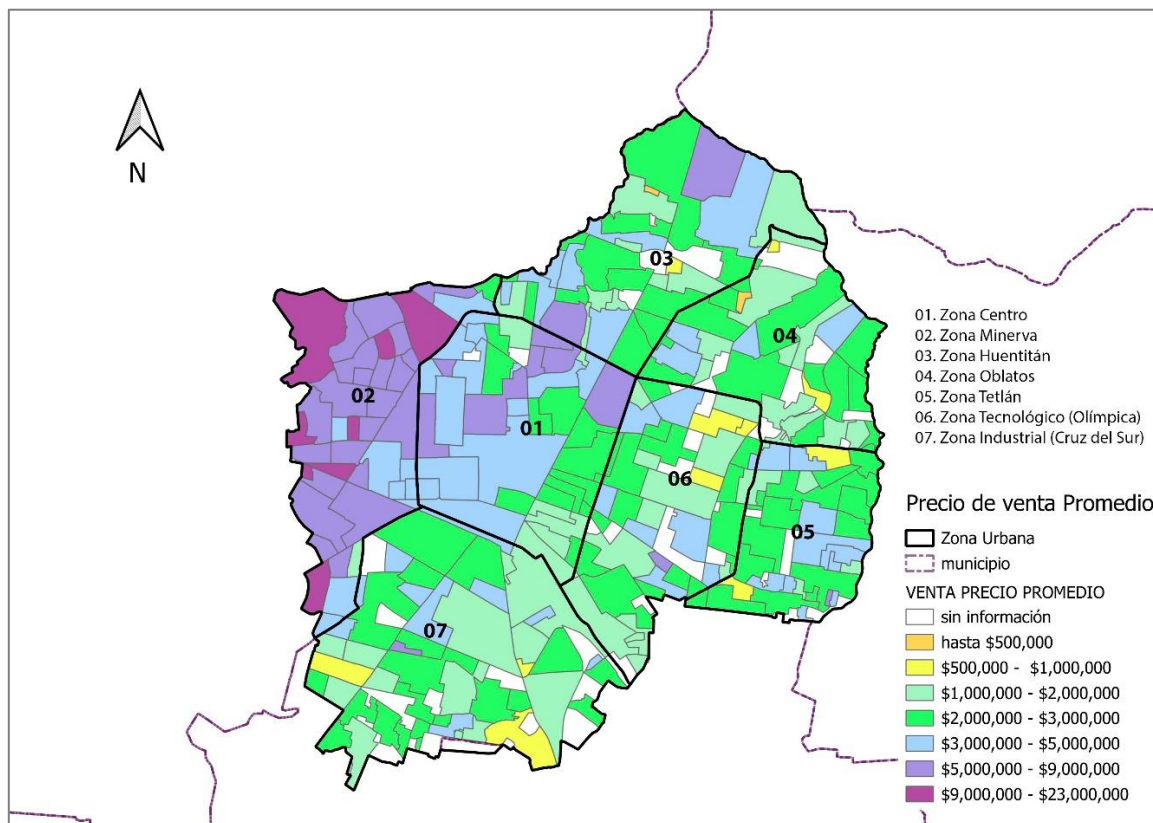 N
03
04
02
01
06
05
07
01. Zona Centro
02. Zona Minerva
03. Zona Huentitán
04. Zona Oblatos
05. Zona Tetlán
06. Zona Tecnológico (Olímpica)
07. Zona Industrial (Cruz del Sur)
Precio de venta Promedio
Zona Urbana
municipio
VENTA PRECIO PROMEDIO
sin información
hasta $500,000
$500,000 - $1,000,000
$1,000,000 - $2,000,000
$2,000,000 - $3,000,000
$3,000,000 - $5,000,000
$5,000,000 - $9,000,000
$9,000,000 - $23,000,000